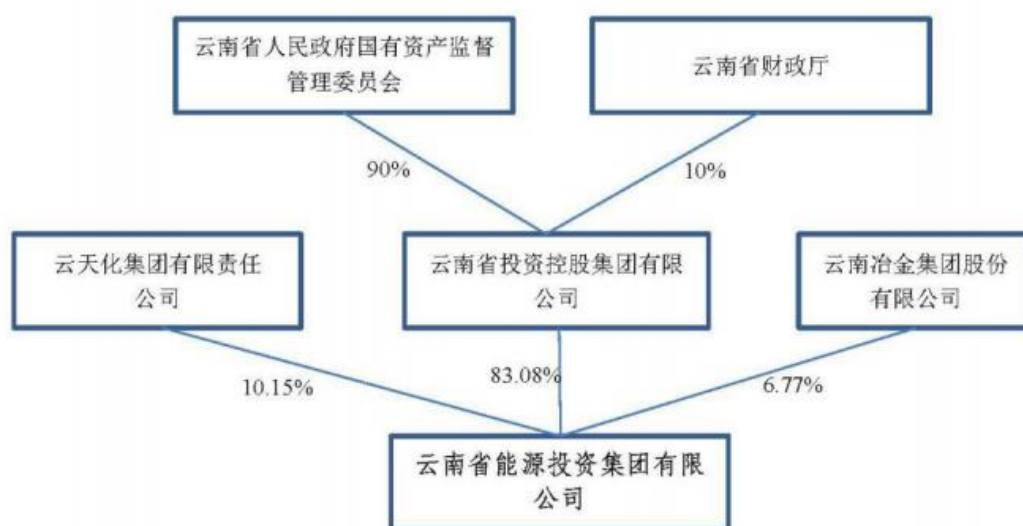 云南省人民政府国有资产监督
管理委员会
云南省财政厅
90%
10%
云天化集团有限责任
公司
云南省投资控股集团有限
公司
云南冶金集团股份
有限公司
10.15%
83.08%
6.77%
云南省能源投资集团有限
公司